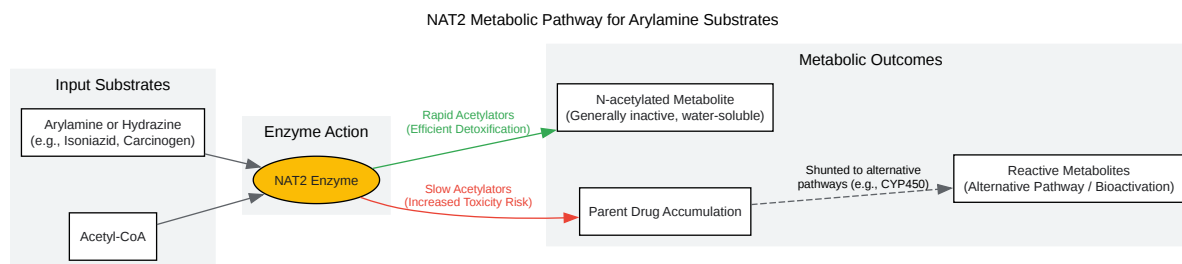 NAT2 Metabolic Pathway for Arylamine Substrates
Input Substrates
Arylamine or Hydrazine
(e.g., Isoniazid, Carcinogen)
Acetyl-CoA
Enzyme Action
NAT2 Enzyme
Rapid Acetylators
(Efficient Detoxification)
Slow Acetylators
(Increased Toxicity Risk)
Metabolic Outcomes
N-acetylated Metabolite
(Generally inactive, water-soluble)
Parent Drug Accumulation
Shunted to alternative
pathways (e.g., CYP450)
Reactive Metabolites
(Alternative Pathway / Bioactivation)